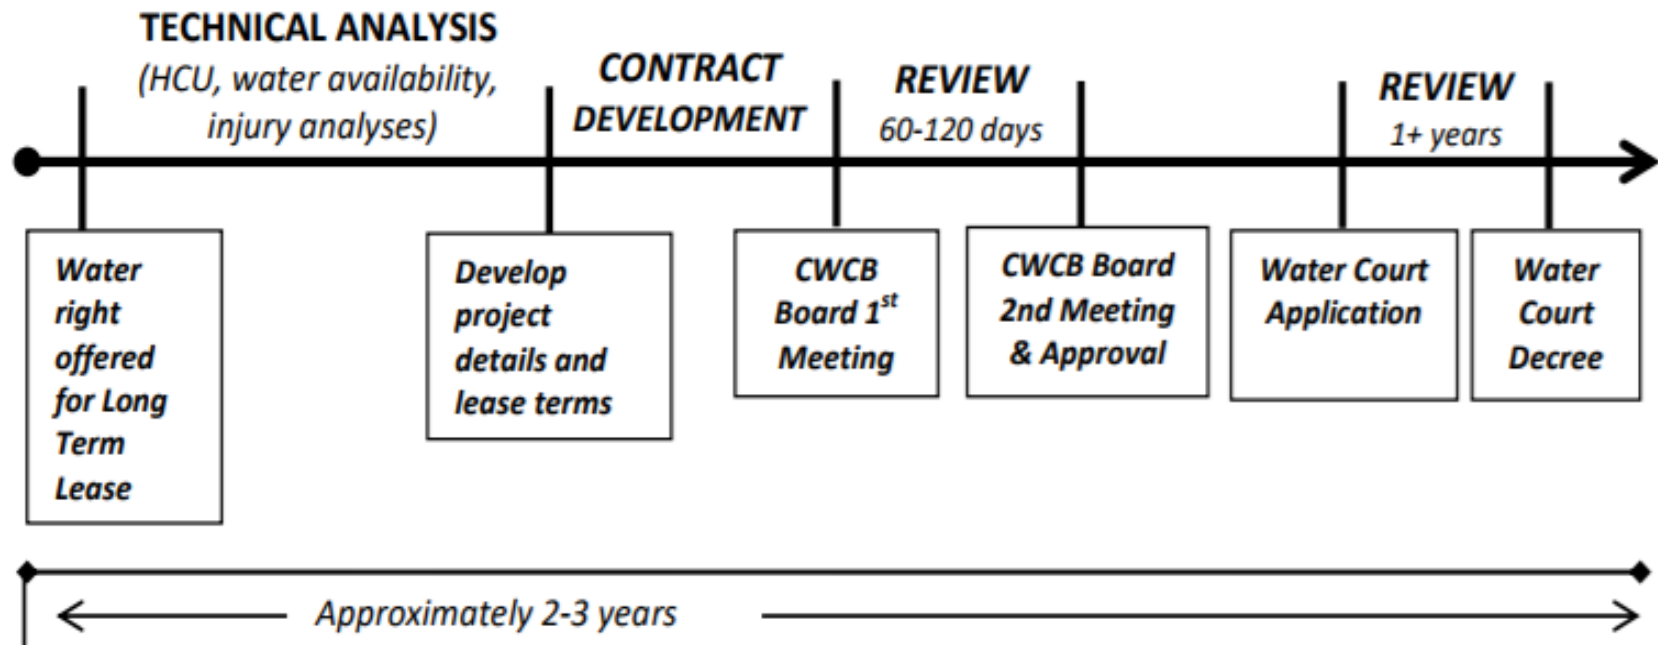 TECHNICAL ANALYSIS
(HCU, water availability,
injury analyses)
CONTRACT
DEVELOPMENT
REVIEW
60-120 days
REVIEW
1+ years
Water
right
offered
for Long
Term
Lease
Develop
project
details and
lease terms
CWCB
Board 1st
Meeting
CWCB Board
2nd Meeting
& Approval
Water Court
Application
Water
Court
Decree
Approximately 2-3 years